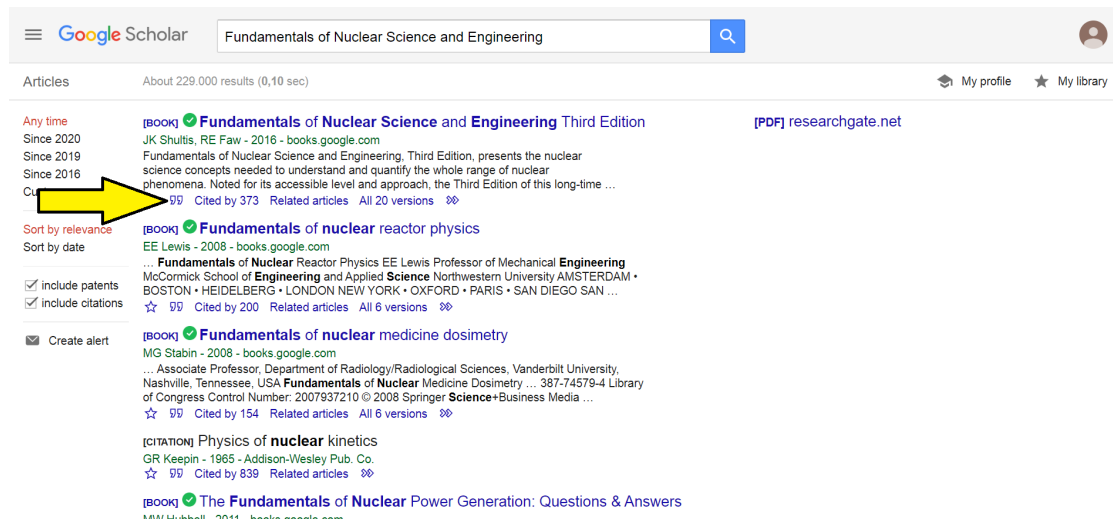 Google Scholar
Fundamentals of Nuclear Science and Engineering
Articles
About 229.000 results (0,10 sec)
My profile
My library
Any time
Since 2020
Since 2019
Since 2016
Sort by relevance
Sort by date
include patents
include citations
Create alert
[BOOK] Fundamentals of Nuclear Science and Engineering Third Edition
JK Shultis, RE Faw - 2016 - books.google.com
Fundamentals of Nuclear Science and Engineering, Third Edition, presents the nuclear
science concepts needed to understand and quantify the whole range of nuclear
phenomena. Noted for its accessible level and approach, the Third Edition of this long-time ...
Cited by 373 Related articles All 20 versions
[PDF] researchgate.net
[BOOK] Fundamentals of nuclear reactor physics
EE Lewis - 2008 - books.google.com
... Fundamentals of Nuclear Reactor Physics EE Lewis Professor of Mechanical Engineering
McCormick School of Engineering and Applied Science Northwestern University AMSTERDAM •
BOSTON • HEIDELBERG • LONDON NEW YORK • OXFORD • PARIS • SAN DIEGO SAN ...
Cited by 200 Related articles All 6 versions
[BOOK] Fundamentals of nuclear medicine dosimetry
MG Stabin - 2008 - books.google.com
... Associate Professor, Department of Radiology/Radiological Sciences, Vanderbilt University,
Nashville, Tennessee, USA Fundamentals of Nuclear Medicine Dosimetry ... 387-74579-4 Library
of Congress Control Number: 2007937210 © 2008 Springer Science+Business Media ...
Cited by 154 Related articles All 6 versions
[CITATION] Physics of nuclear kinetics
GR Keepin - 1965 - Addison-Wesley Pub. Co.
Cited by 839 Related articles
[BOOK] The Fundamentals of Nuclear Power Generation: Questions & Answers
MW Hubbell - 2011 - books.google.com